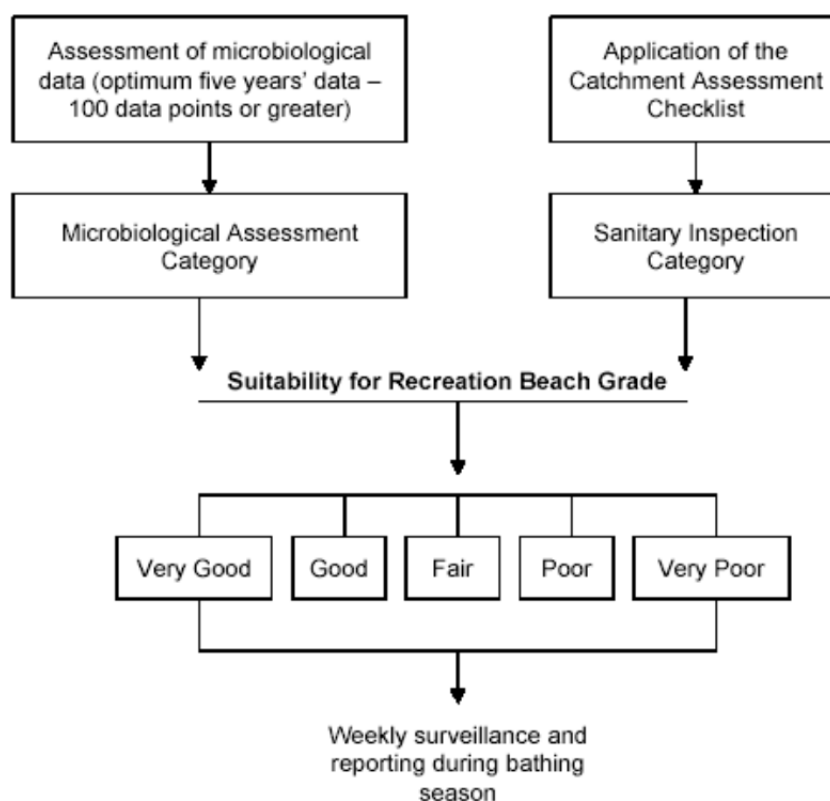 Assessment of microbiological
data (optimum five years' data –
100 data points or greater)
Application of the
Catchment Assessment
Checklist
Microbiological Assessment
Category
Sanitary Inspection
Category
Suitability for Recreation Beach Grade
Very Good
Good
Fair
Poor
Very Poor
Weekly surveillance and
reporting during bathing
season